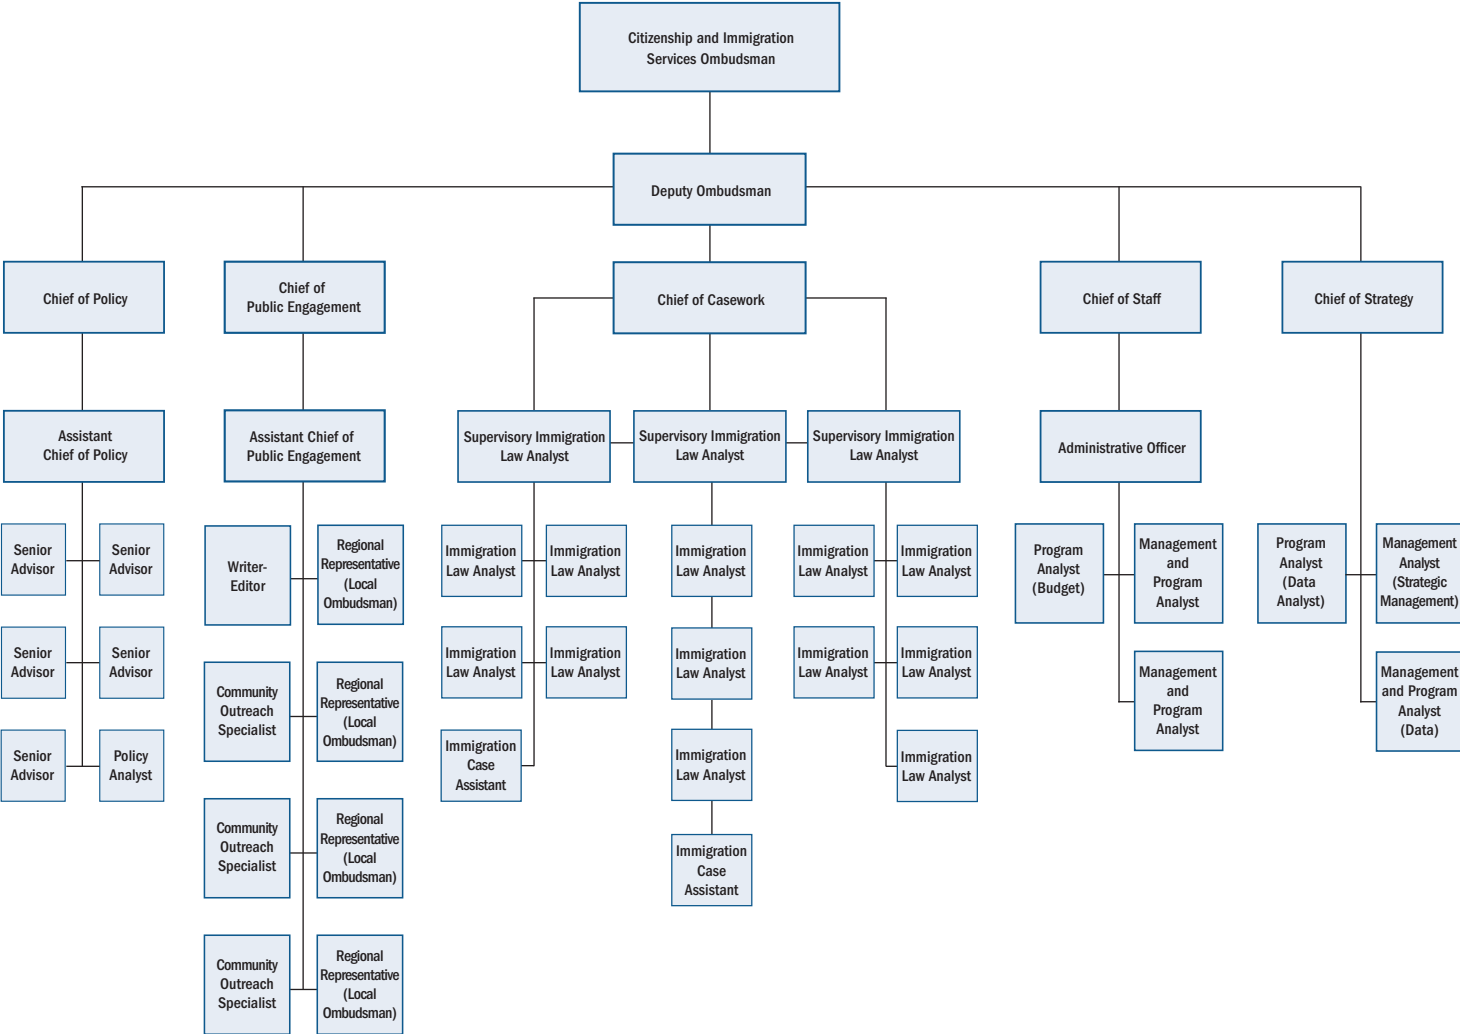 Citizenship and Immigration
Services Ombudsman
Deputy Ombudsman
Chief of Policy
Chief of
Public Engagement
Chief of Casework
Chief of Staff
Chief of Strategy
Assistant
Chief of Policy
Assistant Chief of
Public Engagement
Supervisory Immigration
Law Analyst
Supervisory Immigration
Law Analyst
Supervisory Immigration
Law Analyst
Administrative Officer
Senior
Advisor
Senior
Advisor
Senior
Advisor
Senior
Advisor
Senior
Advisor
Policy
Analyst
Writer-
Editor
Regional
Representative
(Local
Ombudsman)
Community
Outreach
Specialist
Regional
Representative
(Local
Ombudsman)
Community
Outreach
Specialist
Regional
Representative
(Local
Ombudsman)
Community
Outreach
Specialist
Regional
Representative
(Local
Ombudsman)
Immigration
Law Analyst
Immigration
Law Analyst
Immigration
Law Analyst
Immigration
Law Analyst
Immigration
Case
Assistant
Immigration
Law Analyst
Immigration
Law Analyst
Immigration
Law Analyst
Immigration
Case
Assistant
Immigration
Law Analyst
Immigration
Law Analyst
Immigration
Law Analyst
Immigration
Law Analyst
Immigration
Law Analyst
Program
Analyst
(Budget)
Management
and
Program
Analyst
Management
and
Program
Analyst
Program
Analyst
(Data
Analyst)
Management
Analyst
(Strategic
Management)
Management
and Program
Analyst
(Data)